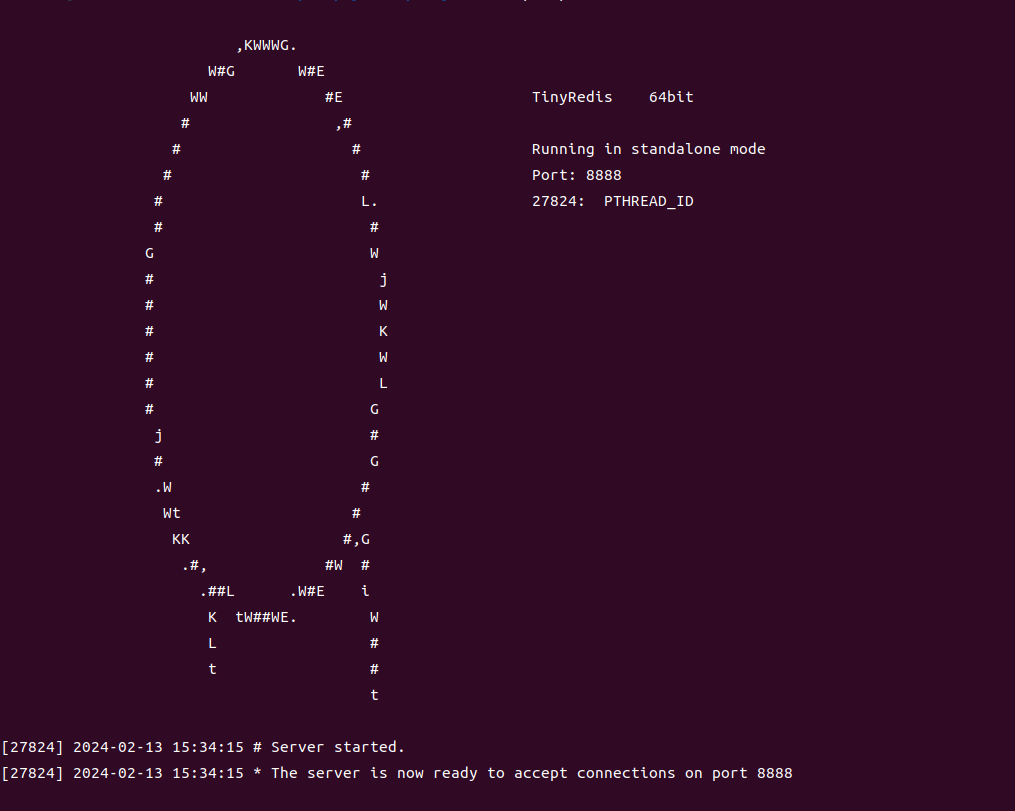 ,KWWWG.
                       W#G       W#E
                     WW             #E                     TinyRedis    64bit
                    #                ,#
                   #                   #                   Running in standalone mode
                  #                     #                  Port: 8888
                 #                      L.                 27824:  PTHREAD_ID
                 #                       #
                G                        W
                #                         j
                #                         W
                #                         K
                #                         W
                #                         L
                #                        G
                 j                       #
                 #                       G
                 .W                     #
                  Wt                   #
                   KK                 #,G
                    .#,             #W  #
                      .##L      .W#E    i
                       K  tW##WE.        W
                       L                 #
                       t                 #
                                         t
[27824] 2024-02-13 15:34:15 # Server started.
[27824] 2024-02-13 15:34:15 * The server is now ready to accept connections on port 8888